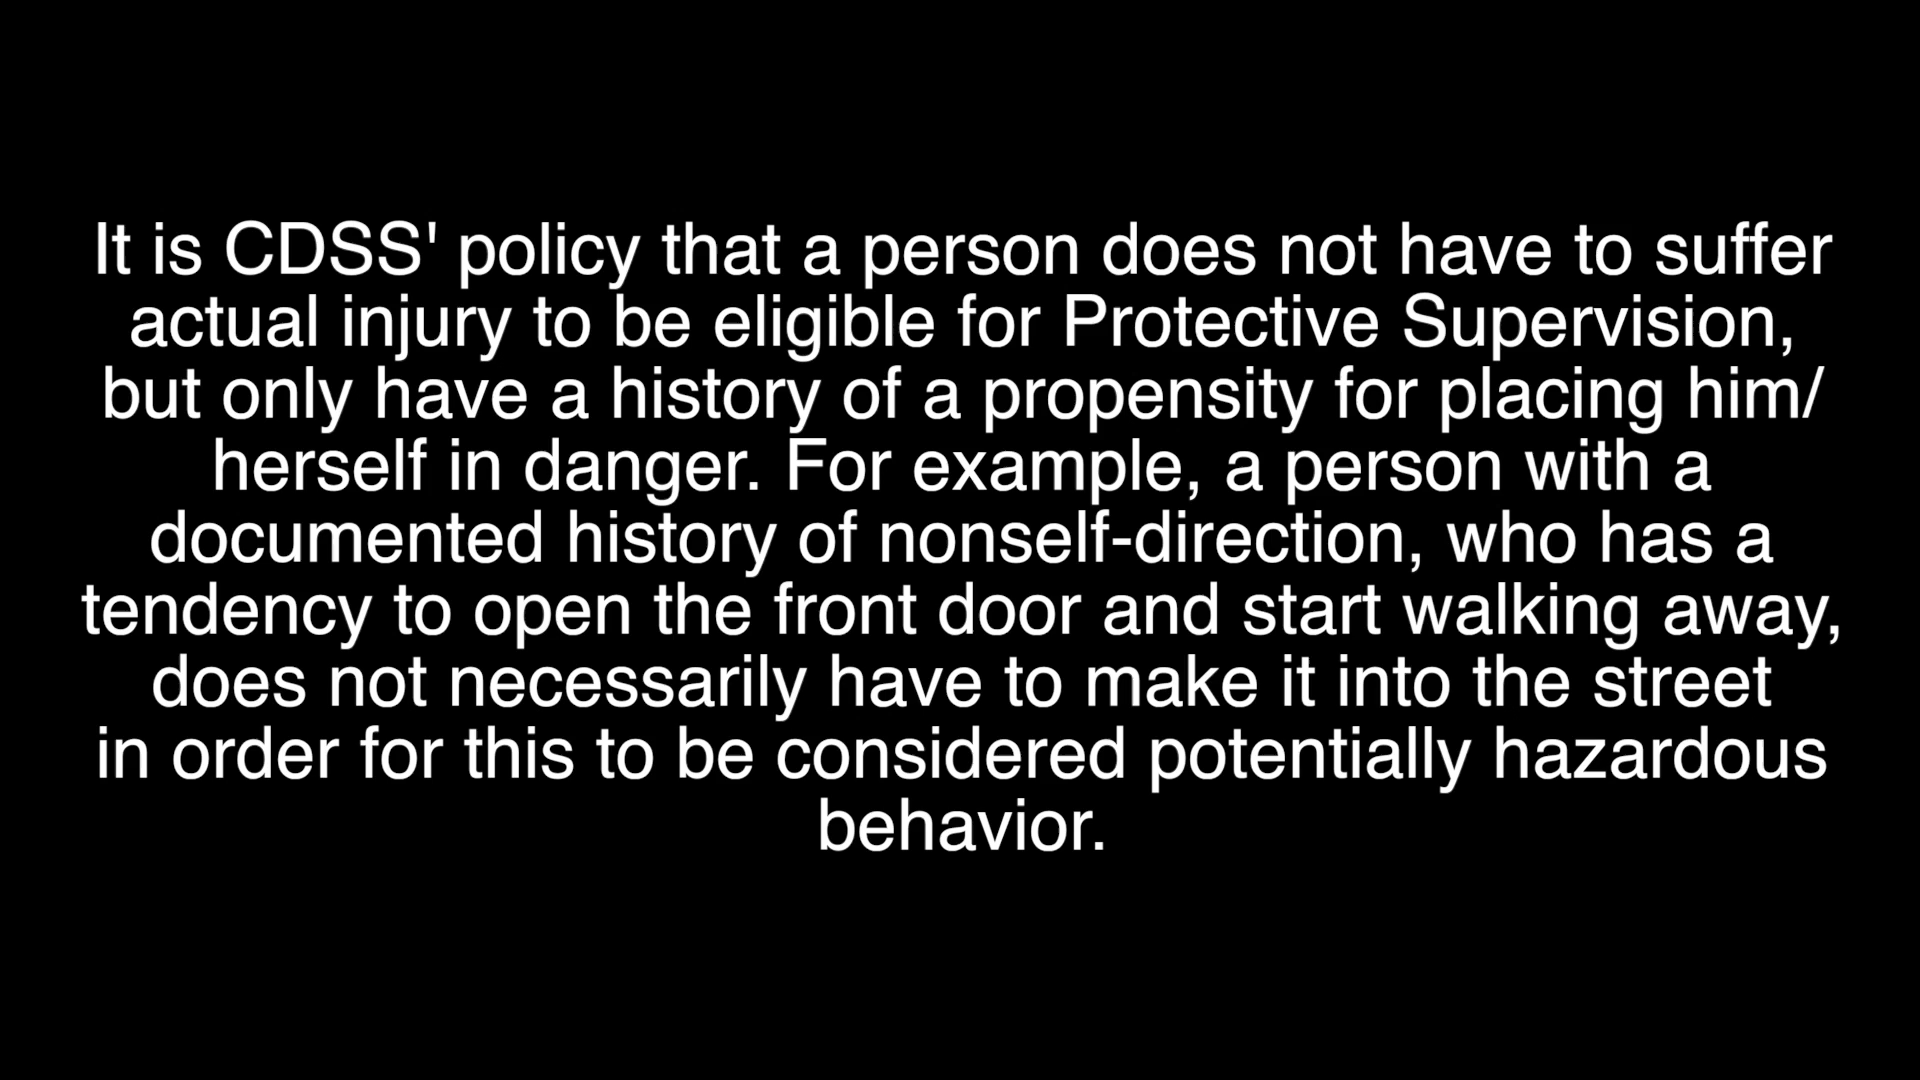 It is CDSS' policy that a person does not have to suffer
actual injury to be eligible for Protective Supervision,
but only have a history of a propensity for placing him/
herself in danger. For example, a person with a
documented history of nonself-direction, who has a
tendency to open the front door and start walking away,
does not necessarily have to make it into the street
in order for this to be considered potentially hazardous
behavior.